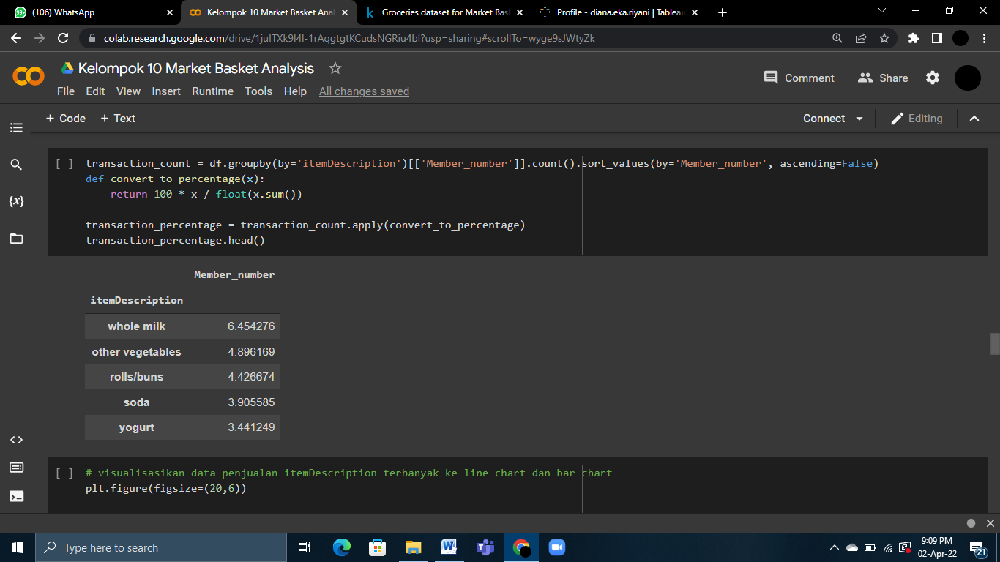 (106) WhatsApp
Kelompok 10 Market Basket Anal
Groceries dataset for Market Bas
Profile - diana.eka.riyani | Tableau
colab.research.google.com/drive/1juITXk9l4l-1rAqgtgtKCudsNGRiu4bl?usp=sharing#scrollTo=wyge9sJWtyZk
Kelompok 10 Market Basket Analysis
Comment
Share
File Edit View Insert Runtime Tools Help All changes saved
+ Code + Text
Connect
Editing
[ ] transaction_count = df.groupby(by='itemDescription')[['Member_number']].count().sort_values(by='Member_number', ascending=False)
def convert_to_percentage(x):
    return 100 * x / float(x.sum())
transaction_percentage = transaction_count.apply(convert_to_percentage)
transaction_percentage.head()
Member_number
itemDescription
whole milk 6.454276
other vegetables 4.896169
rolls/buns 4.426674
soda 3.905585
yogurt 3.441249
[ ] # visualisasikan data penjualan itemDescription terbanyak ke line chart dan bar chart
plt.figure(figsize=(20,6))
Type here to search
9:09 PM
02-Apr-22
21